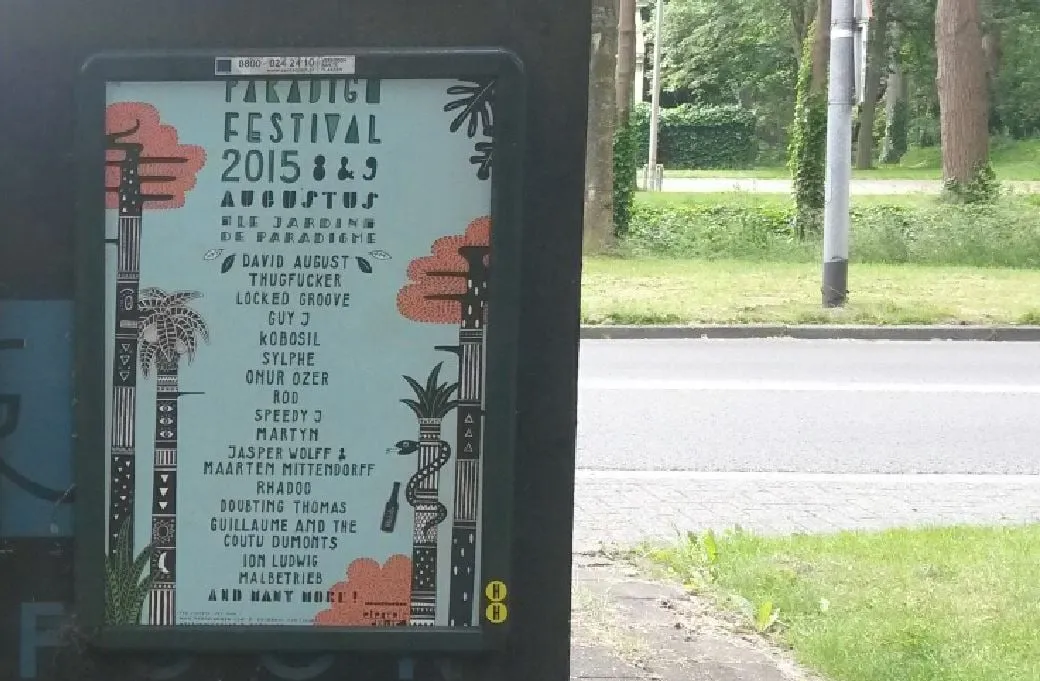 0800 - 024 24 10
PARADIGM
FESTIVAL
2015 8 & 9
AUGUSTUS
LE JARDIN
DE PARADIGME
DAVID AUGUST
THUGFUCKER
LOCKED GROOVE
GUY J
KOBOSIL
SYLPHE
ONUR OZER
ROD
SPEEDY J
MARTYN
JASPER WOLFF &
MAARTEN MITTENDORFF
RHADOO
DOUBTING THOMAS
GUILLAUME AND THE
COUTU DUMONTS
ION LUDWIG
MALBETRIEB
AND MANY MORE!
H
H